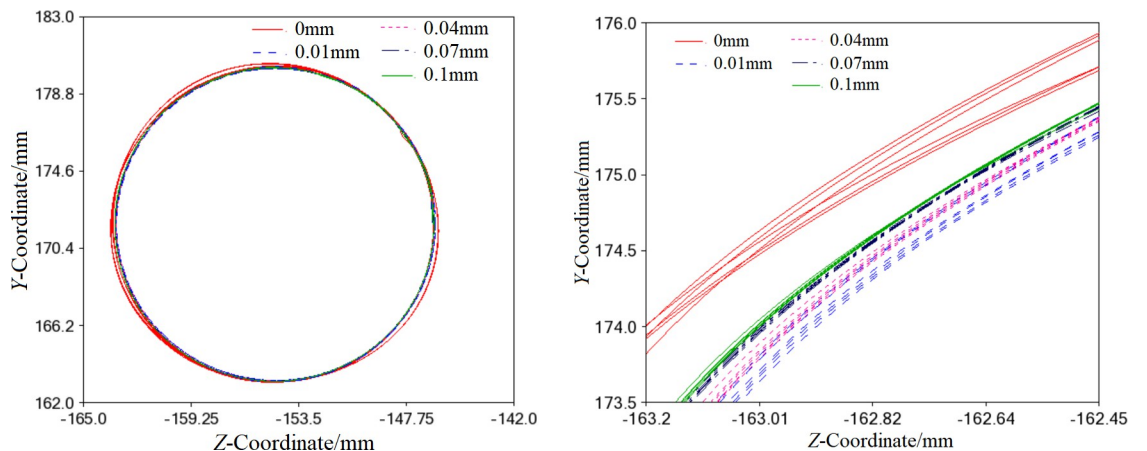 183.0
178.8
174.6
170.4
166.2
162.0
Y-Coordinate/mm
-165.0 -159.25 -153.5 -147.75 -142.0
Z-Coordinate/mm
0mm 0.04mm
0.01mm 0.07mm
0.1mm
176.0
175.5
175.0
174.5
174.0
173.5
Y-Coordinate/mm
-163.2 -163.01 -162.82 -162.64 -162.45
Z-Coordinate/mm
0mm 0.04mm
0.01mm 0.07mm
0.1mm